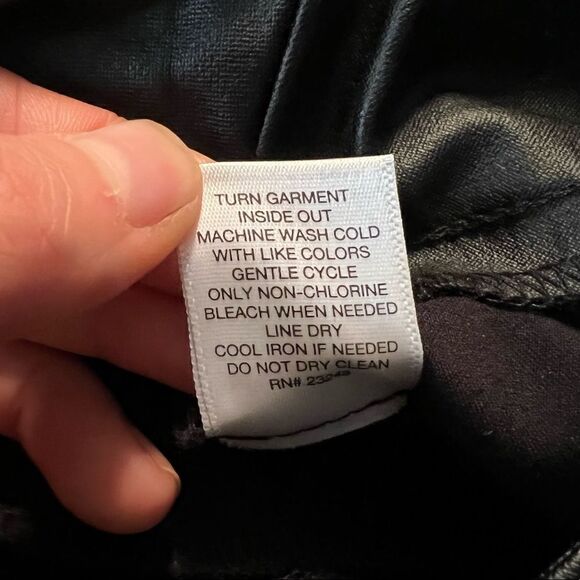 TURN GARMENT
INSIDE OUT
MACHINE WASH COLD
WITH LIKE COLORS
GENTLE CYCLE
ONLY NON-CHLORINE
BLEACH WHEN NEEDED
LINE DRY
COOL IRON IF NEEDED
DO NOT DRY CLEAN
RN#